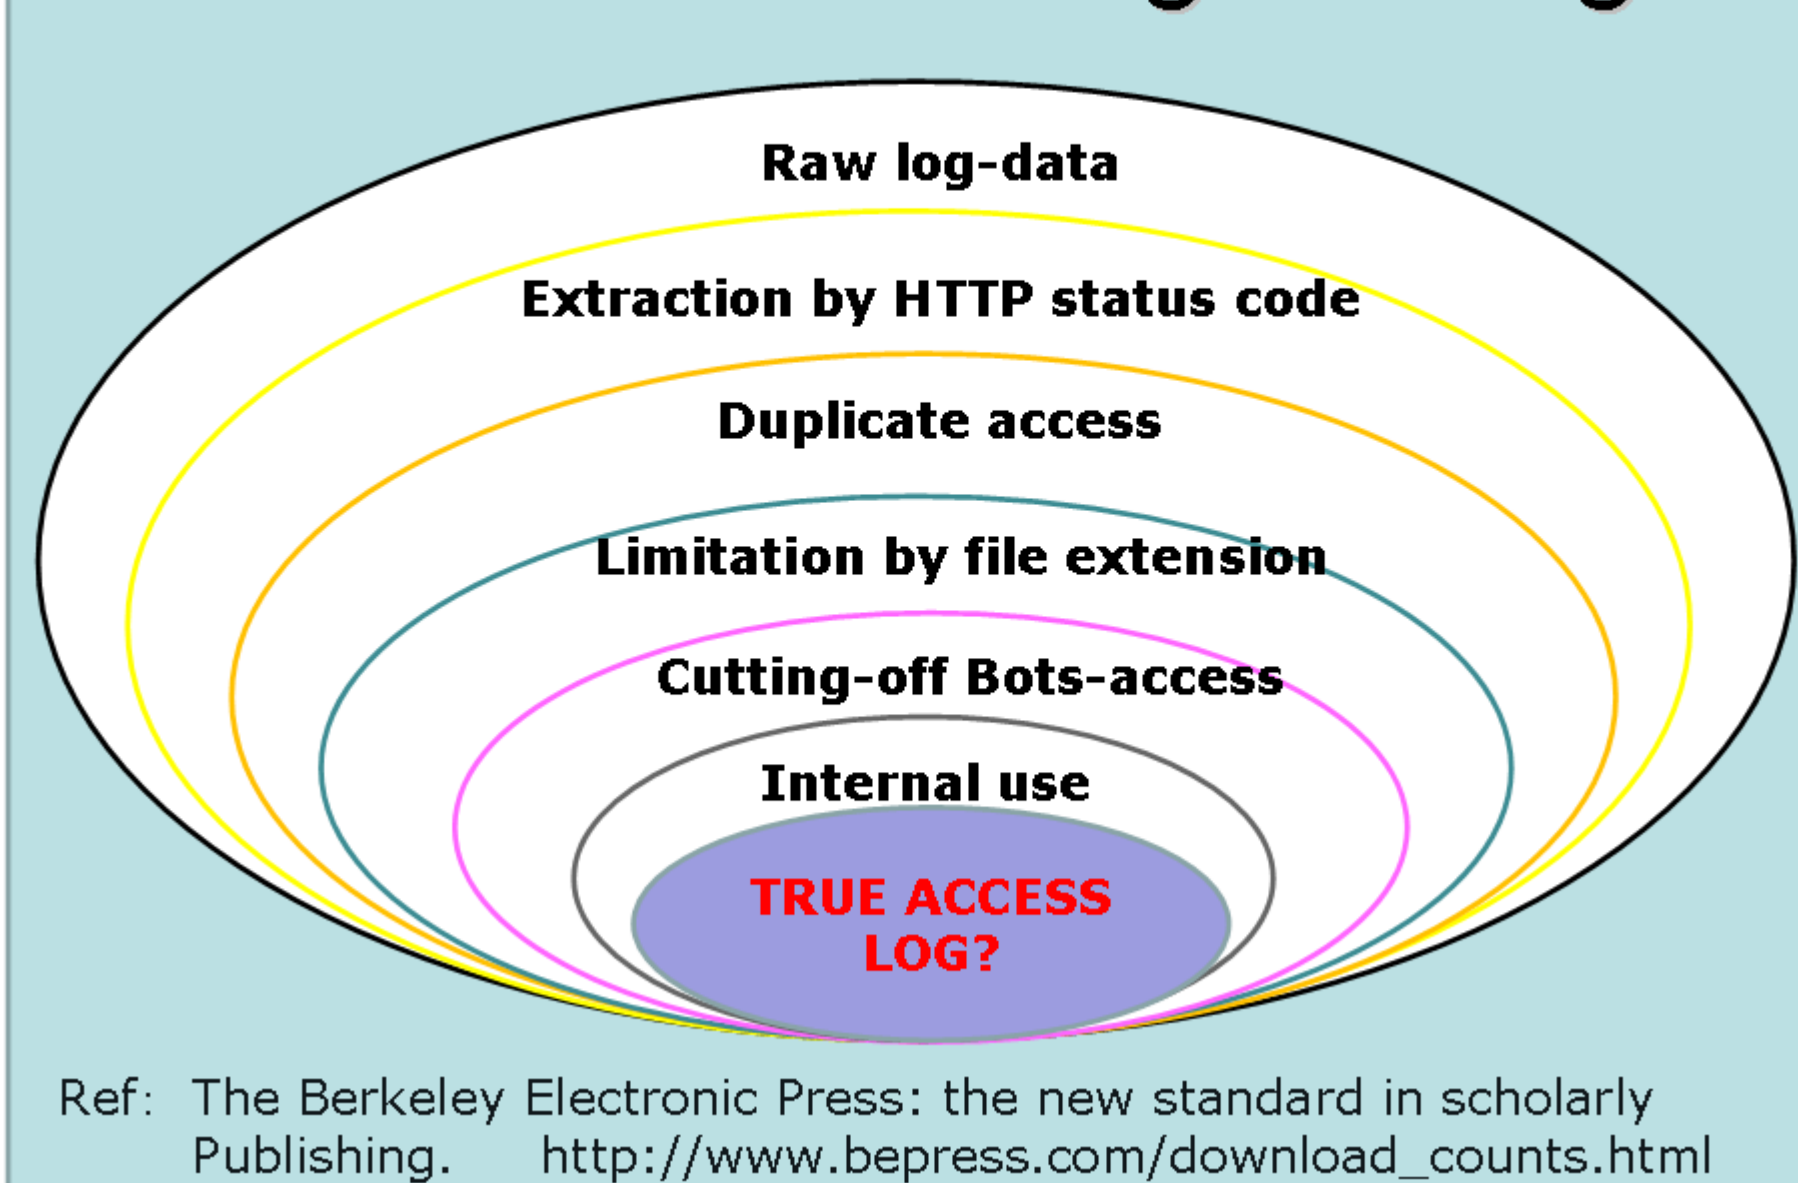 Raw log-data
Extraction by HTTP status code
Duplicate access
Limitation by file extension
Cutting-off Bots-access
Internal use
TRUE ACCESS
LOG?
Ref: The Berkeley Electronic Press: the new standard in scholarly
Publishing. http://www.bepress.com/download_counts.html